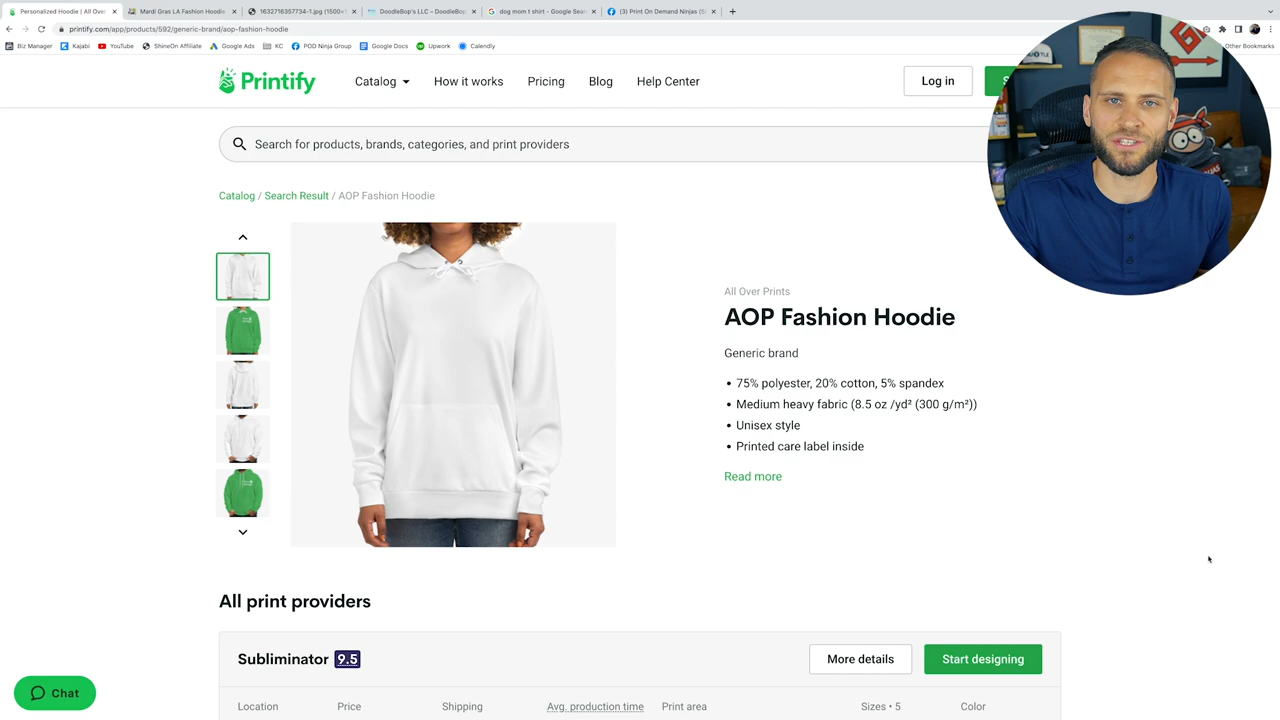 Personalized Hoodie | All Ove
Mardi Gras LA Fashion Hoodie
1632716357734-1.jpg (1500×1
DoodleBop's LLC – DoodleBop
dog mom t shirt - Google Sear
(3) Print On Demand Ninjas (S
printify.com/app/products/592/generic-brand/aop-fashion-hoodie
Biz Manager
Kajabi
YouTube
ShineOn Affiliate
Google Ads
KC
POD Ninja Group
Google Docs
Upwork
Calendly
Other Bookmarks
Printify
Catalog
How it works
Pricing
Blog
Help Center
Log in
S
Search for products, brands, categories, and print providers
Catalog / Search Result / AOP Fashion Hoodie
All Over Prints
AOP Fashion Hoodie
Generic brand
• 75% polyester, 20% cotton, 5% spandex
• Medium heavy fabric (8.5 oz /yd² (300 g/m²))
• Unisex style
• Printed care label inside
Read more
All print providers
Subliminator 9.5
More details
Start designing
Location
Price
Shipping
Avg. production time
Print area
Sizes • 5
Color
Chat